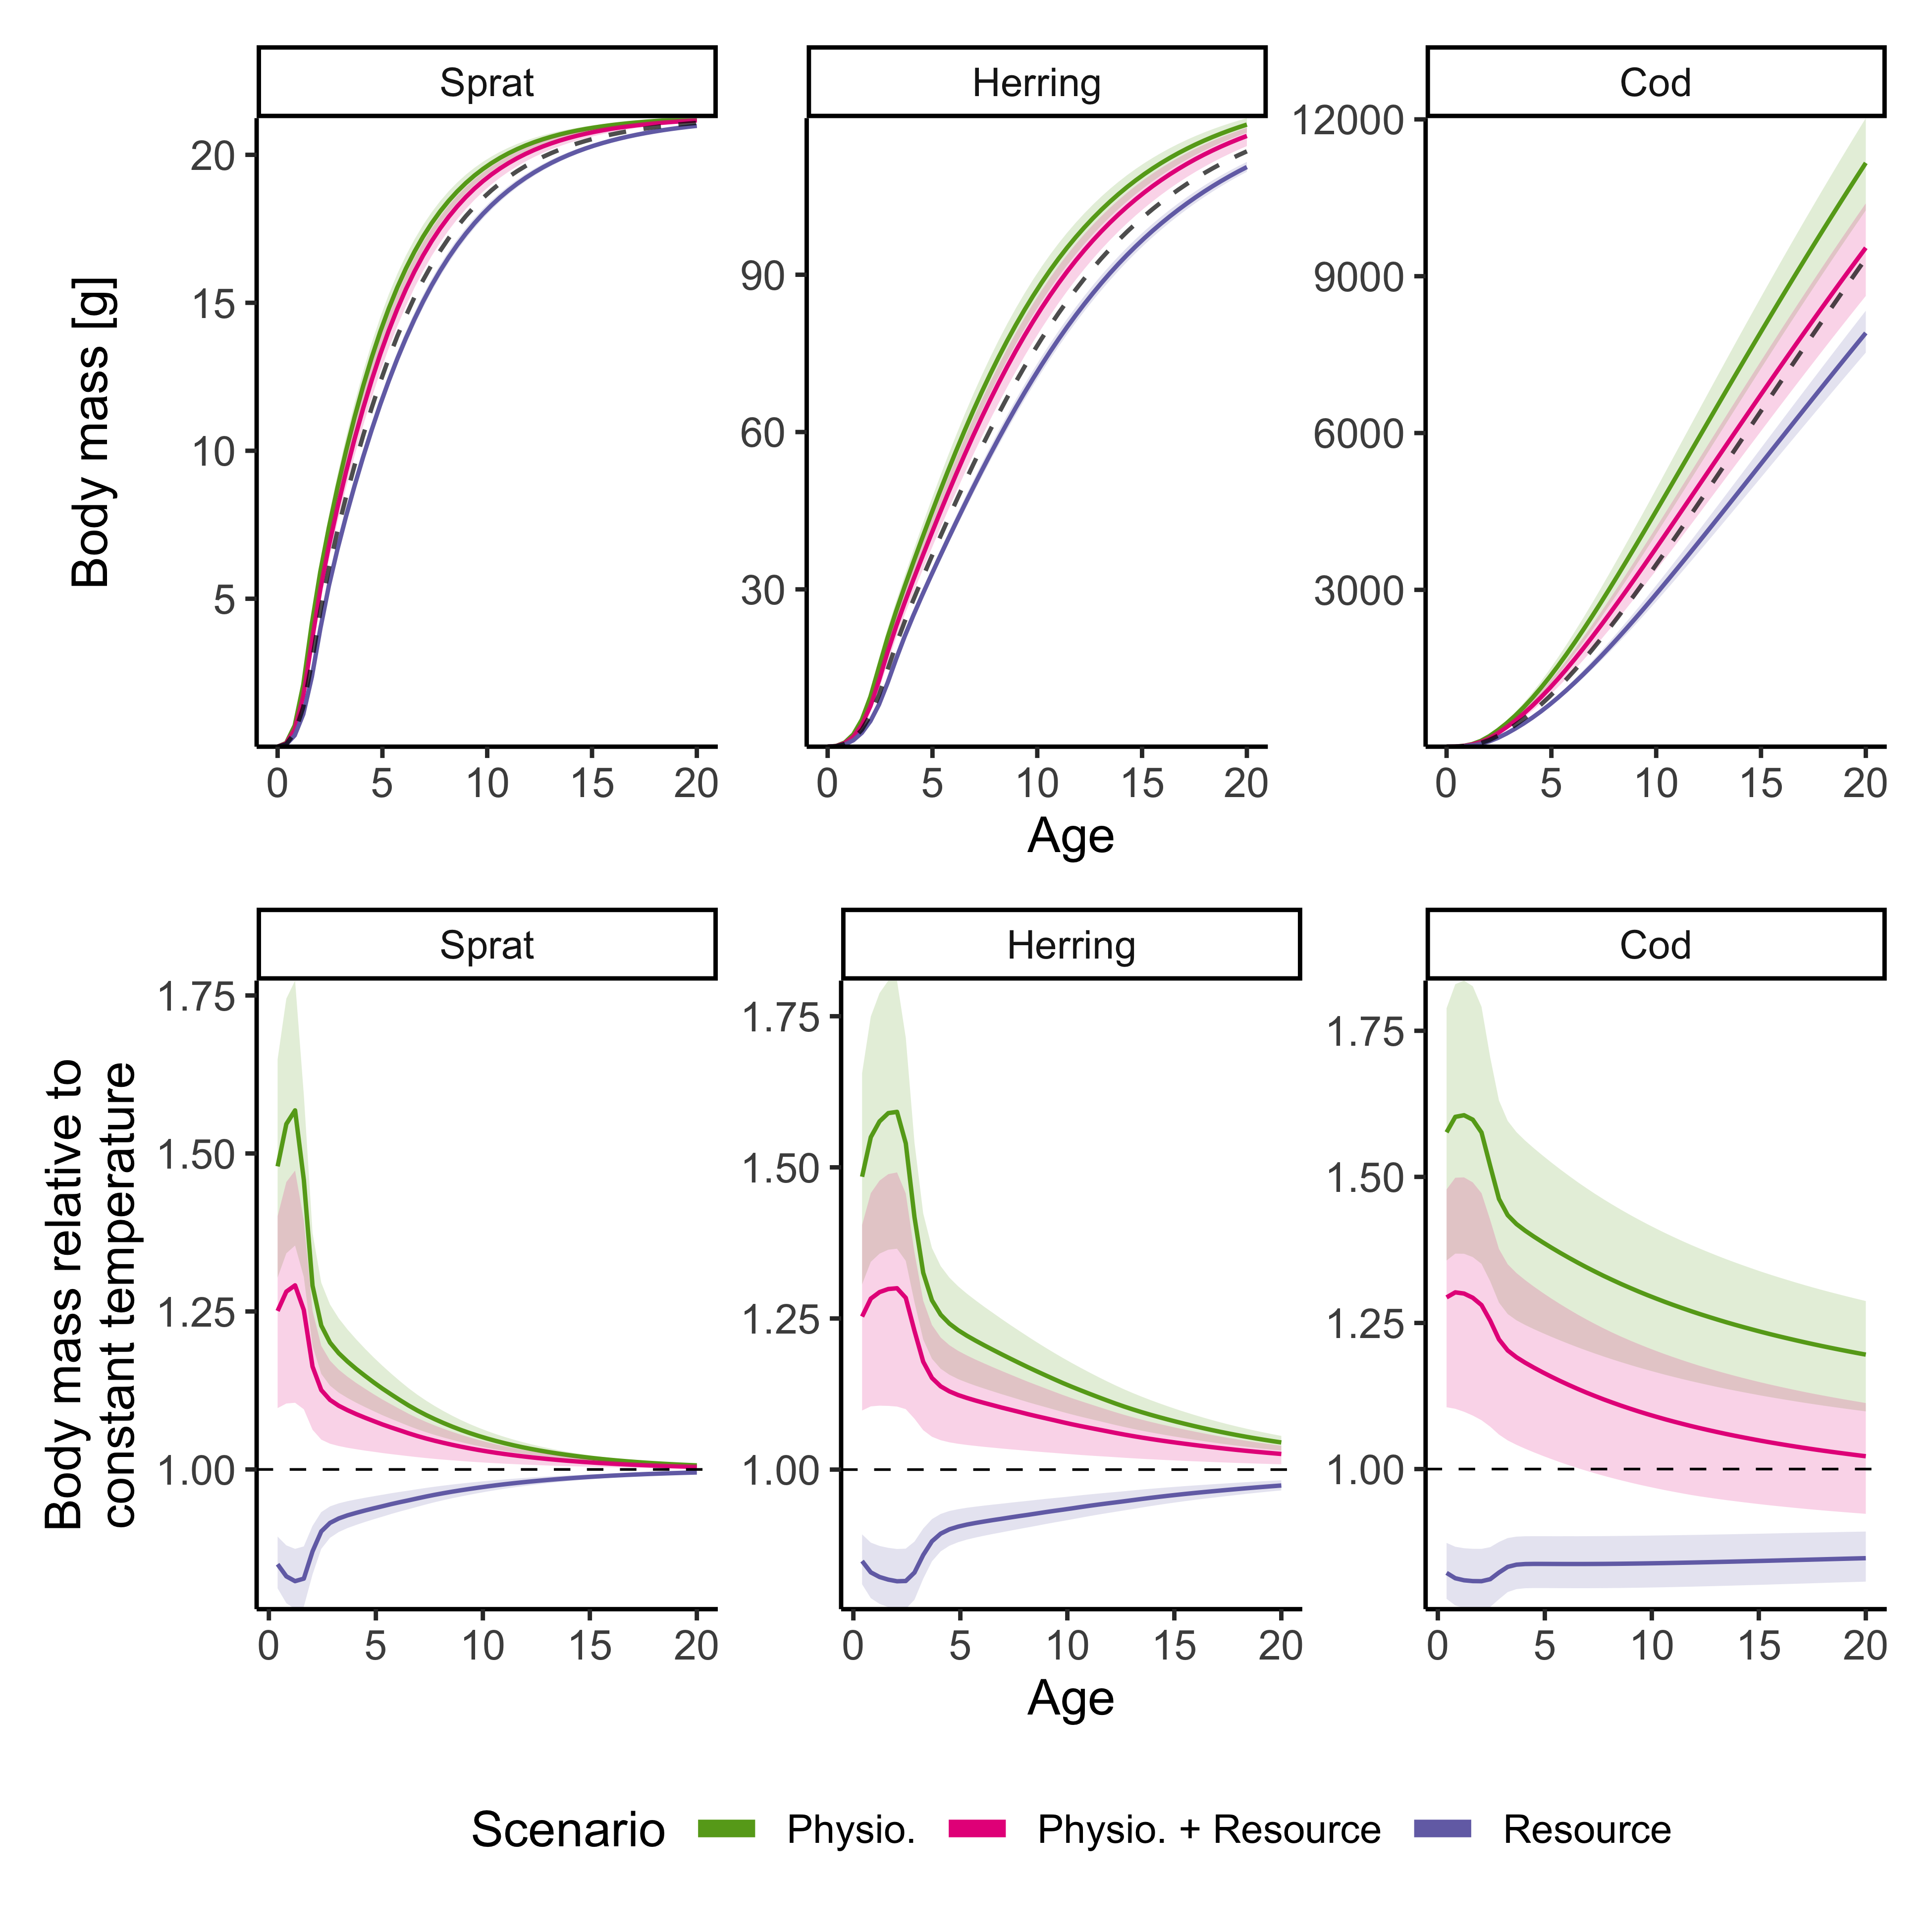 Sprat
Herring
Cod
Body mass [g]
20
15
10
5
90
60
30
12000
9000
6000
3000
0 5 10 15 20
0 5 10 15 20
0 5 10 15 20
Age
Sprat
Herring
Cod
Body mass relative to
constant temperature
1.75
1.50
1.25
1.00
1.75
1.50
1.25
1.00
1.75
1.50
1.25
1.00
0 5 10 15 20
0 5 10 15 20
0 5 10 15 20
Age
Scenario Physio. Physio. + Resource Resource